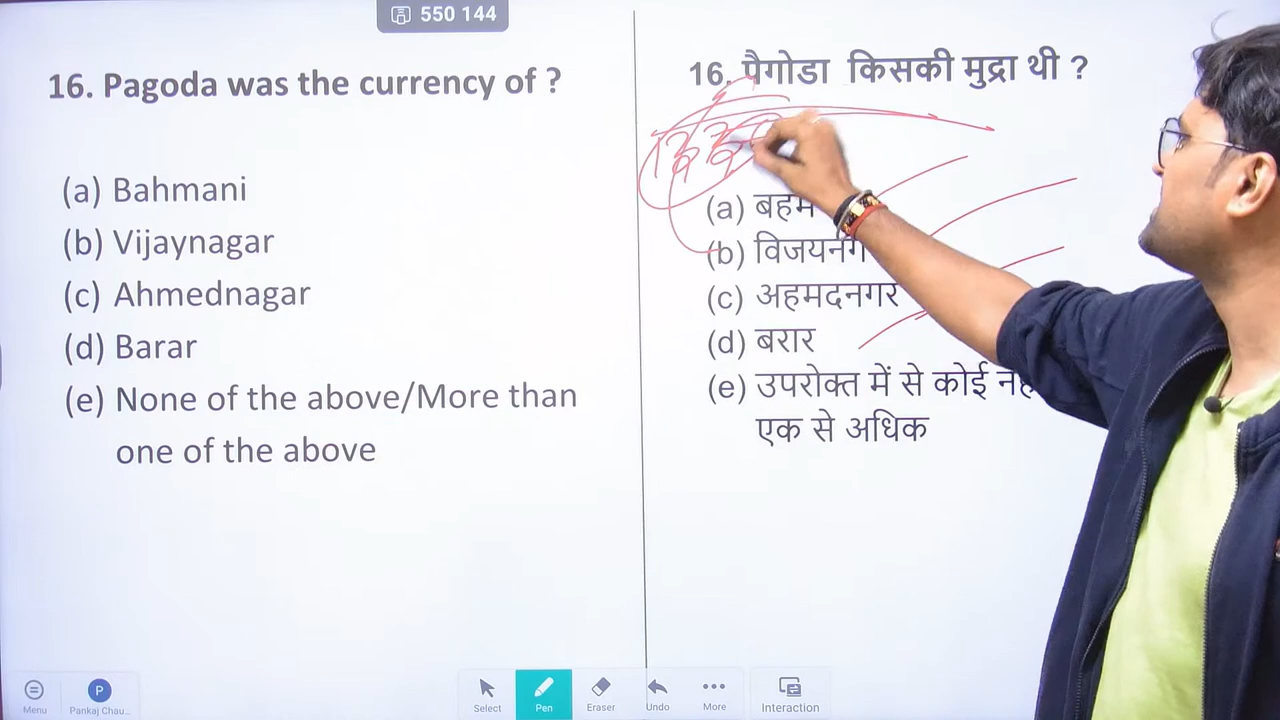 550 144
16. Pagoda was the currency of ?
(a) Bahmani
(b) Vijaynagar
(c) Ahmednagar
(d) Barar
(e) None of the above/More than
one of the above
16. पैगोडा किसकी मुद्रा थी ?
(a) बहम
(b) विजयनग
(c) अहमदनगर
(d) बरार
(e) उपरोक्त में से कोई
एक से अधिक
Menu
P
Pankaj Chau...
Select
Pen
Eraser
Undo
More
Interaction